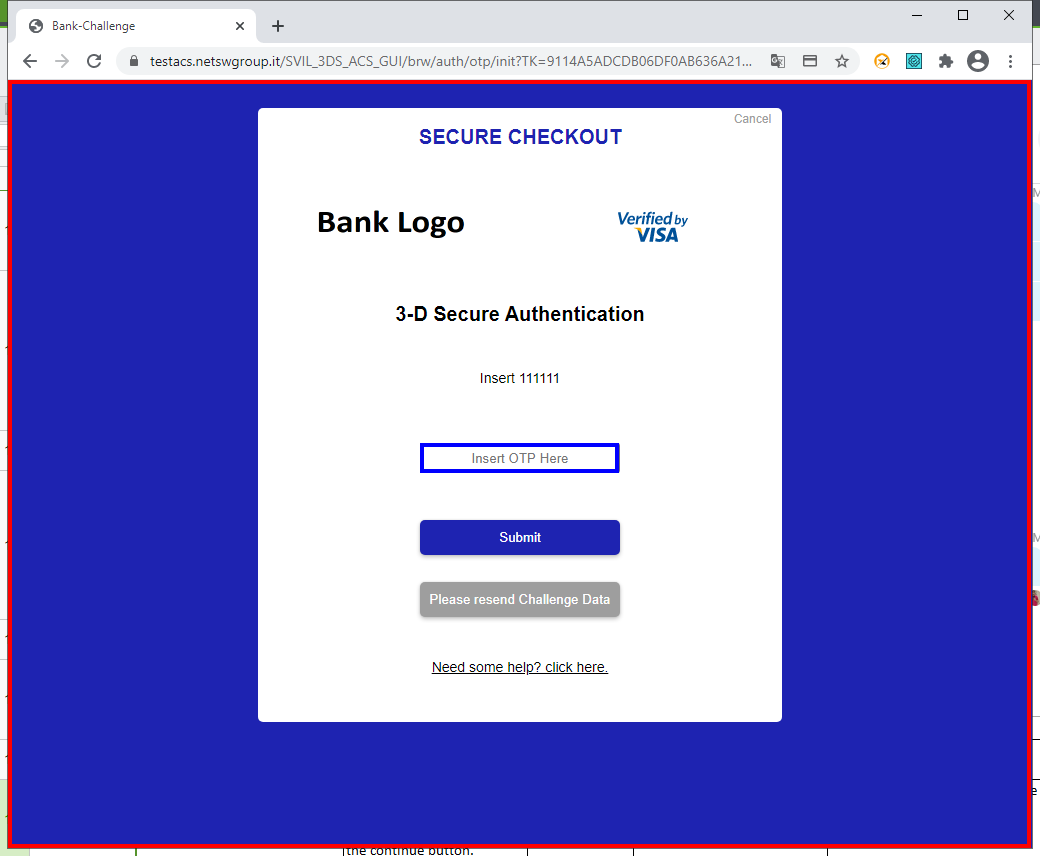 Bank-Challenge
testacs.netswgroup.it/SVIL_3DS_ACS_GUI/brw/auth/otp/init?TK=9114A5ADCDB06DF0AB636A21...
Cancel
SECURE CHECKOUT
Bank Logo
Verified by
VISA
3-D Secure Authentication
Insert 111111
Insert OTP Here
Submit
Please resend Challenge Data
Need some help? click here.
the continue button.